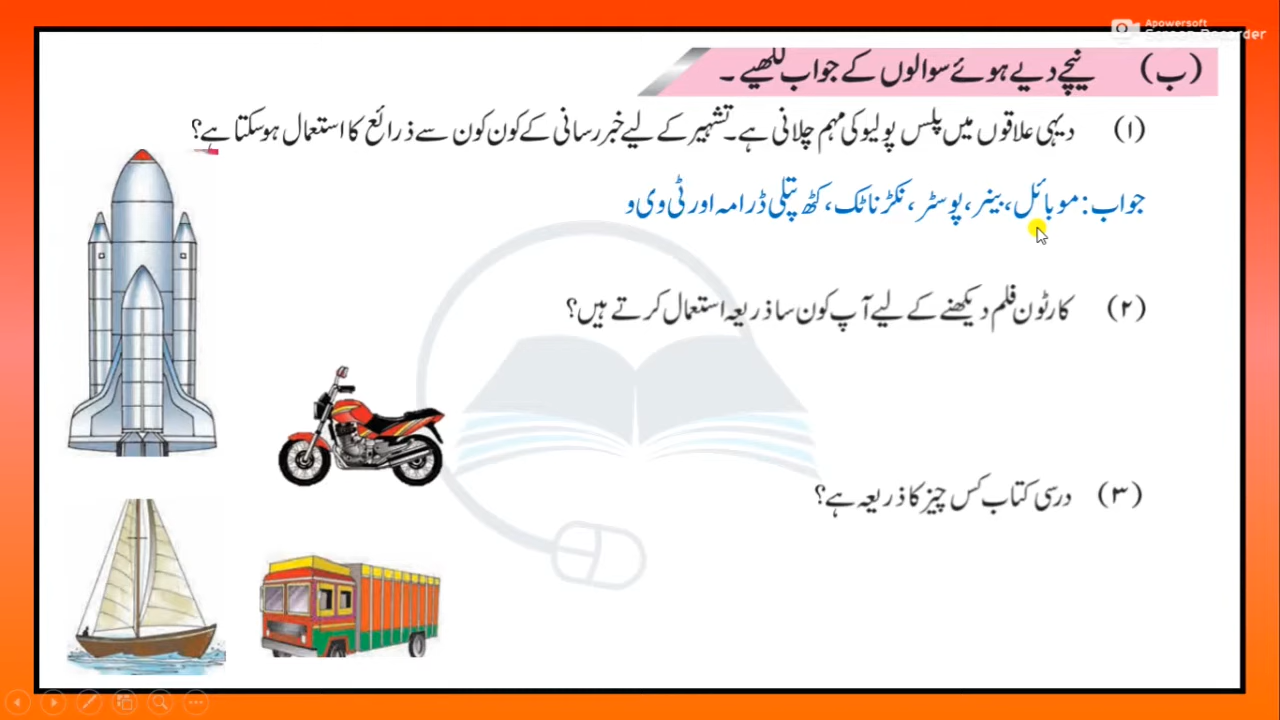 Apowersoft
Screen Recorder
(ب) نیچے دیے ہوئے سوالوں کے جواب لکھیے ۔
(۱) دیہی علاقوں میں پلس پولیو کی مہم چلانی ہے۔ تشہیر کے لیے خبر رسانی کے کون کون سے ذرائع کا استعمال ہوسکتا ہے؟
جواب: موبائل، بینر، پوسٹر، نکڑ ناٹک، کٹھ پتلی ڈرامہ اور ٹی وی و
(۲) کارٹون فلم دیکھنے کے لیے آپ کون سا ذریعہ استعمال کرتے ہیں؟
(۳) درسی کتاب کس چیز کا ذریعہ ہے؟